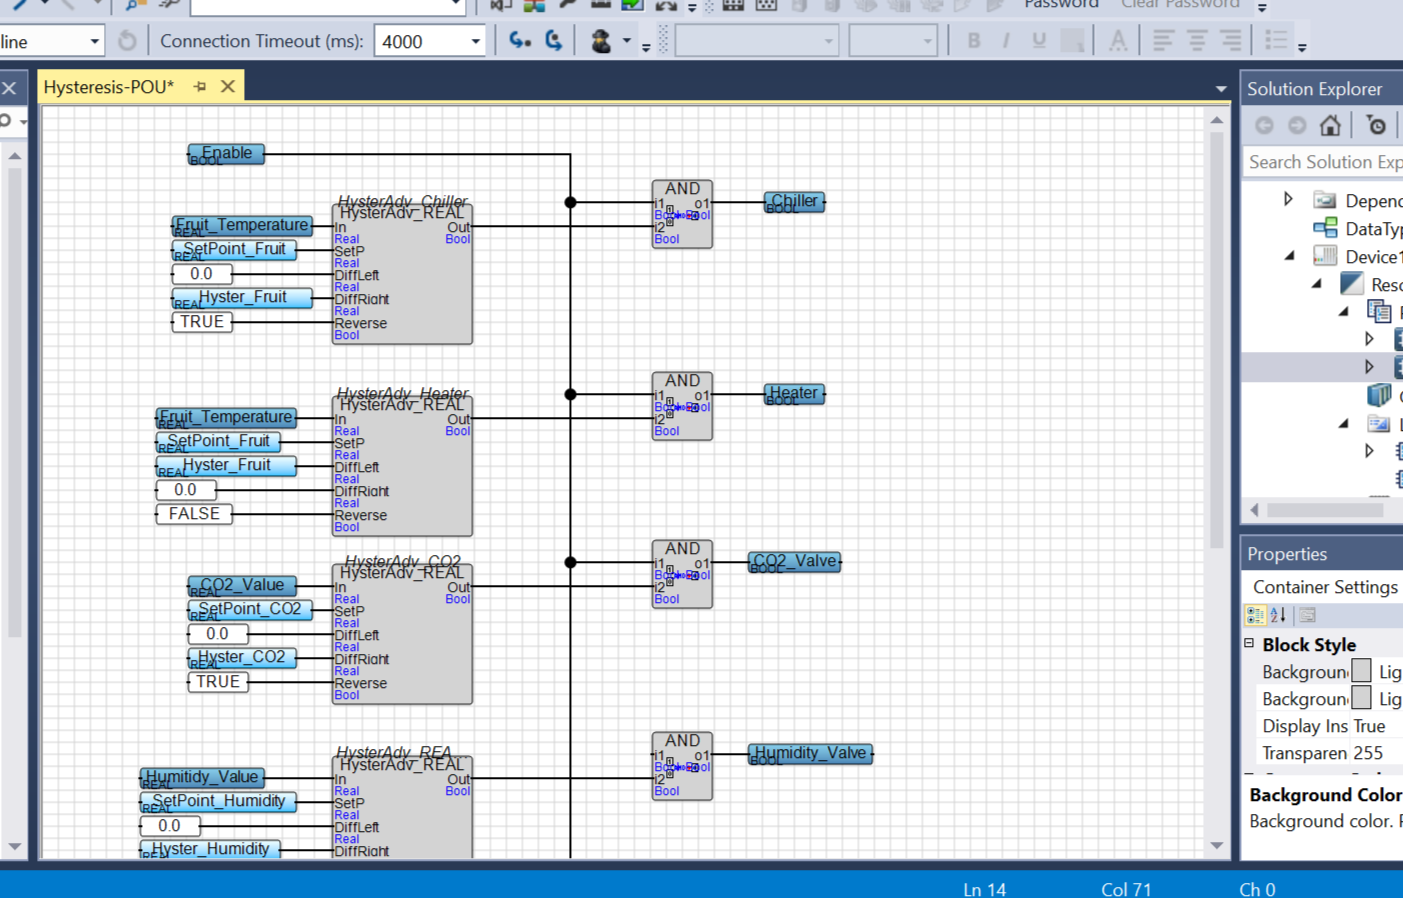 Password Clear Password
line
Connection Timeout (ms): 4000
B I U A
Hysteresis-POU*
Enable
BOOL
HysterAdv_Chiller
HysterAdv_REAL
Fruit_Temperature
REAL
In
Real
Out
Bool
SetPoint_Fruit
REAL
SetP
Real
0.0
DiffLeft
Real
Hyster_Fruit
REAL
DiffRight
Real
TRUE
Reverse
Bool
AND
i1
Bool
o1
Bool
i2
Bool
Chiller
BOOL
HysterAdv_Heater
HysterAdv_REAL
Fruit_Temperature
REAL
In
Real
Out
Bool
SetPoint_Fruit
REAL
SetP
Real
Hyster_Fruit
REAL
DiffLeft
Real
0.0
DiffRight
Real
FALSE
Reverse
Bool
AND
i1
Bool
o1
Bool
i2
Bool
Heater
BOOL
HysterAdv_CO2
HysterAdv_REAL
CO2_Value
REAL
In
Real
Out
Bool
SetPoint_CO2
REAL
SetP
Real
0.0
DiffLeft
Real
Hyster_CO2
REAL
DiffRight
Real
TRUE
Reverse
Bool
AND
i1
Bool
o1
Bool
i2
Bool
CO2_Valve
BOOL
HysterAdv_REA
HysterAdv_REAL
Humitidy_Value
REAL
In
Real
Out
Bool
SetPoint_Humidity
REAL
SetP
Real
0.0
DiffLeft
Real
Hyster_Humidity
REAL
DiffRight
AND
i1
Bool
o1
Bool
i2
Bool
Humidity_Valve
BOOL
Solution Explorer
Search Solution Exp
Depend
DataTyp
Device1
Reso
Properties
Container Settings
Block Style
Backgroun Lig
Backgroun Lig
Display Ins True
Transparen 255
Background Color
Background color.
Ln 14 Col 71 Ch 0